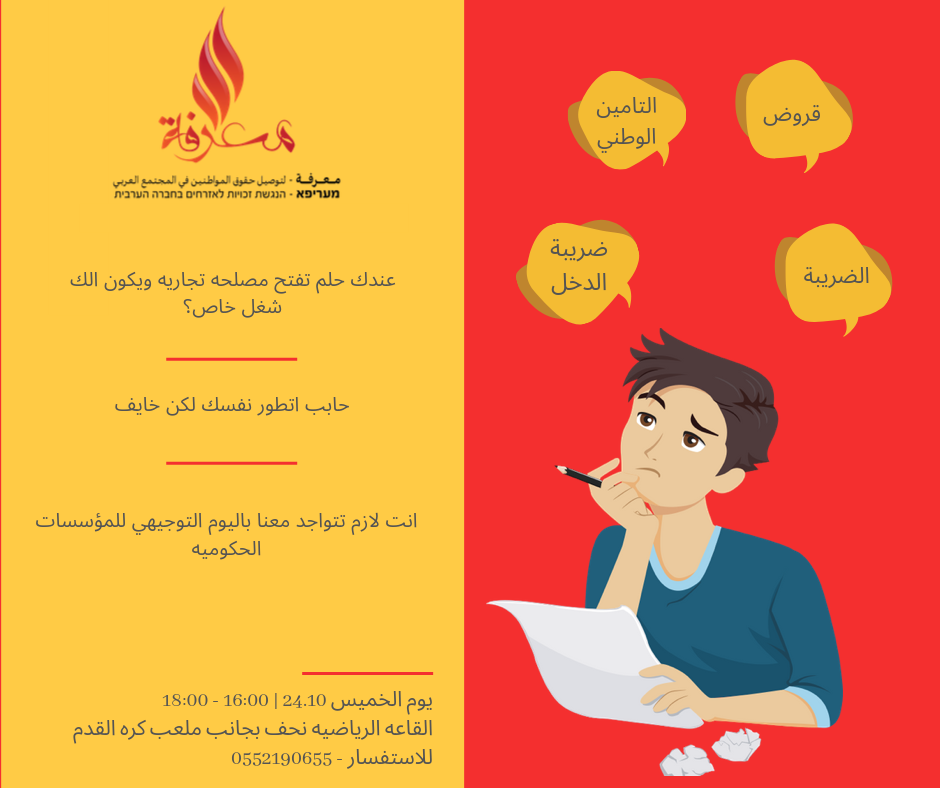 معرفة
معرفة - لتوصيل حقوق المواطنين في المجتمع العربي
מעריפא - הנגשת זכויות לאזרחים בחברה הערבית
عندك حلم تفتح مصلحه تجاريه ويكون الك
شغل خاص؟
حابب اتطور نفسك لكن خايف
انت لازم تتواجد معنا باليوم التوجيهي للمؤسسات
الحكوميه
يوم الخميس 24.10 | 16:00 - 18:00
القاعه الرياضيه نحف بجانب ملعب كره القدم
للاستفسار - 0552190655
قروض
التامين
الوطني
الضريبة
ضريبة
الدخل